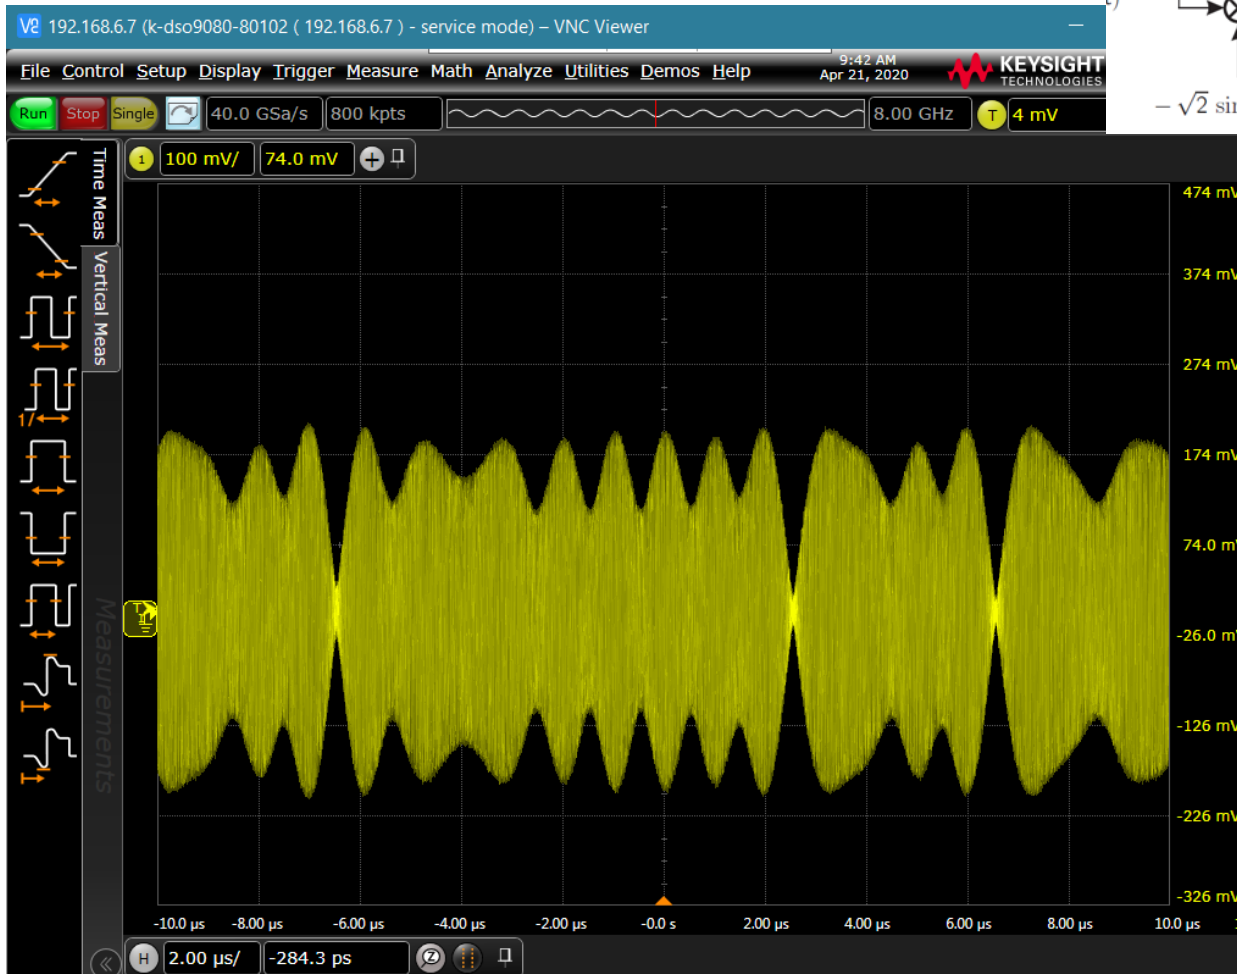 192.168.6.7 (k-dso9080-80102 ( 192.168.6.7 ) - service mode) – VNC Viewer
File Control Setup Display Trigger Measure Math Analyze Utilities Demos Help
9:42 AM
Apr 21, 2020
KEYSIGHT
TECHNOLOGIES
− √2
Run Stop Single 40.0 GSa/s 800 kpts 8.00 GHz T 4 mV
1 100 mV/ 74.0 mV
Time Meas
Vertical Meas
Measurements
1/
T
474 mV
374 mV
274 mV
174 mV
74.0 m
-26.0 m
-126 mV
-226 mV
-326 mV
-10.0 µs -8.00 µs -6.00 µs -4.00 µs -2.00 µs -0.0 s 2.00 µs 4.00 µs 6.00 µs 8.00 µs 10.0 µs
H 2.00 µs/ -284.3 ps Z